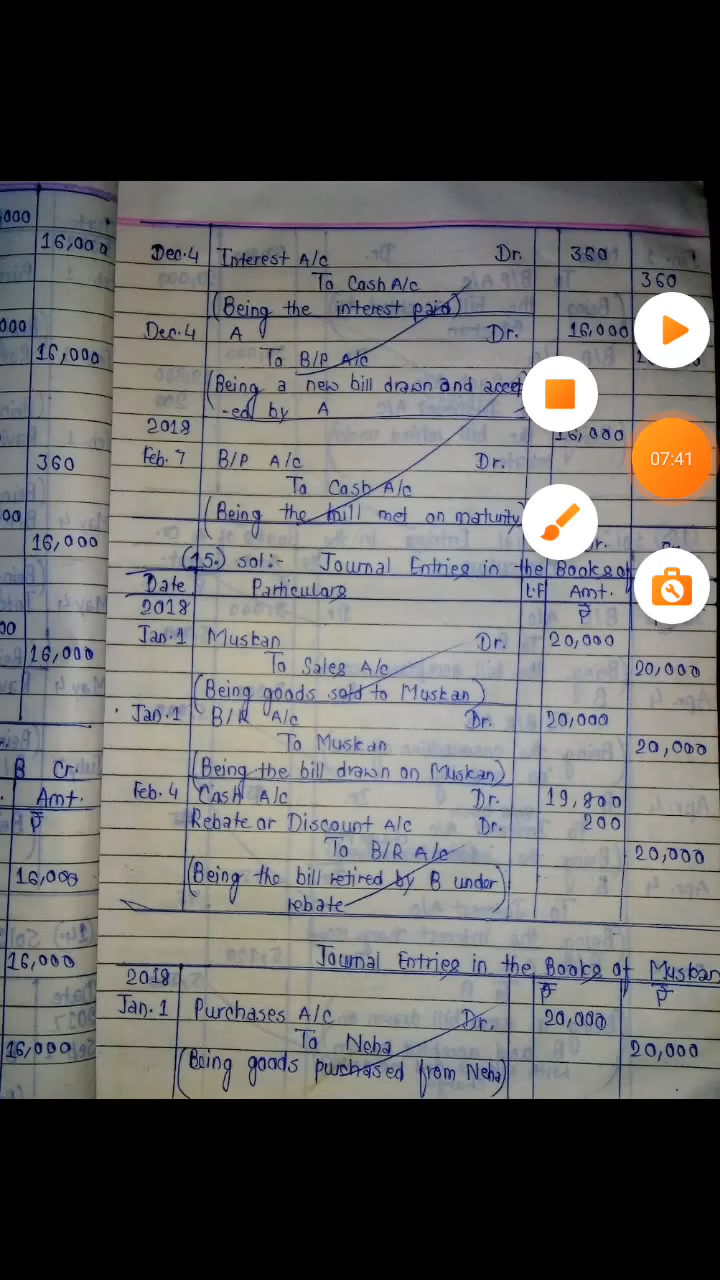 000
16,000
000
16,000
360
00
16,000
00
16,000
B Cr.
Amt.
₹
16,000
16,000
16,000
Dec.4 Interest A/c Dr. 360
To Cash A/c 360
(Being the interest paid)
Dec.4 A Dr. 16,000
To B/P A/c
(Being a new bill drawn and accet
-ed by A
2018 16,000
Feb.7 B/P A/c Dr.
To Cash A/c
(Being the bill met on maturity)
(15.) sol:- Journal Entries in the Books of
Date Particulars L.F Amt.
2018 ₹
Jan.1 Muskan Dr. 20,000
To Sales A/c 20,000
(Being goods sold to Muskan)
Jan.1 B/R A/c Dr. 20,000
To Muskan 20,000
(Being the bill drawn on Muskan)
Feb.4 Cash A/c Dr. 19,800
Rebate or Discount A/c Dr. 200
To B/R A/c 20,000
(Being the bill retired by B under
rebate)
Journal Entries in the Books of Muskan
2018 ₹ ₹
Jan.1 Purchases A/c Dr. 20,000
To Neha 20,000
(Being goods purchased from Neha)
07:41